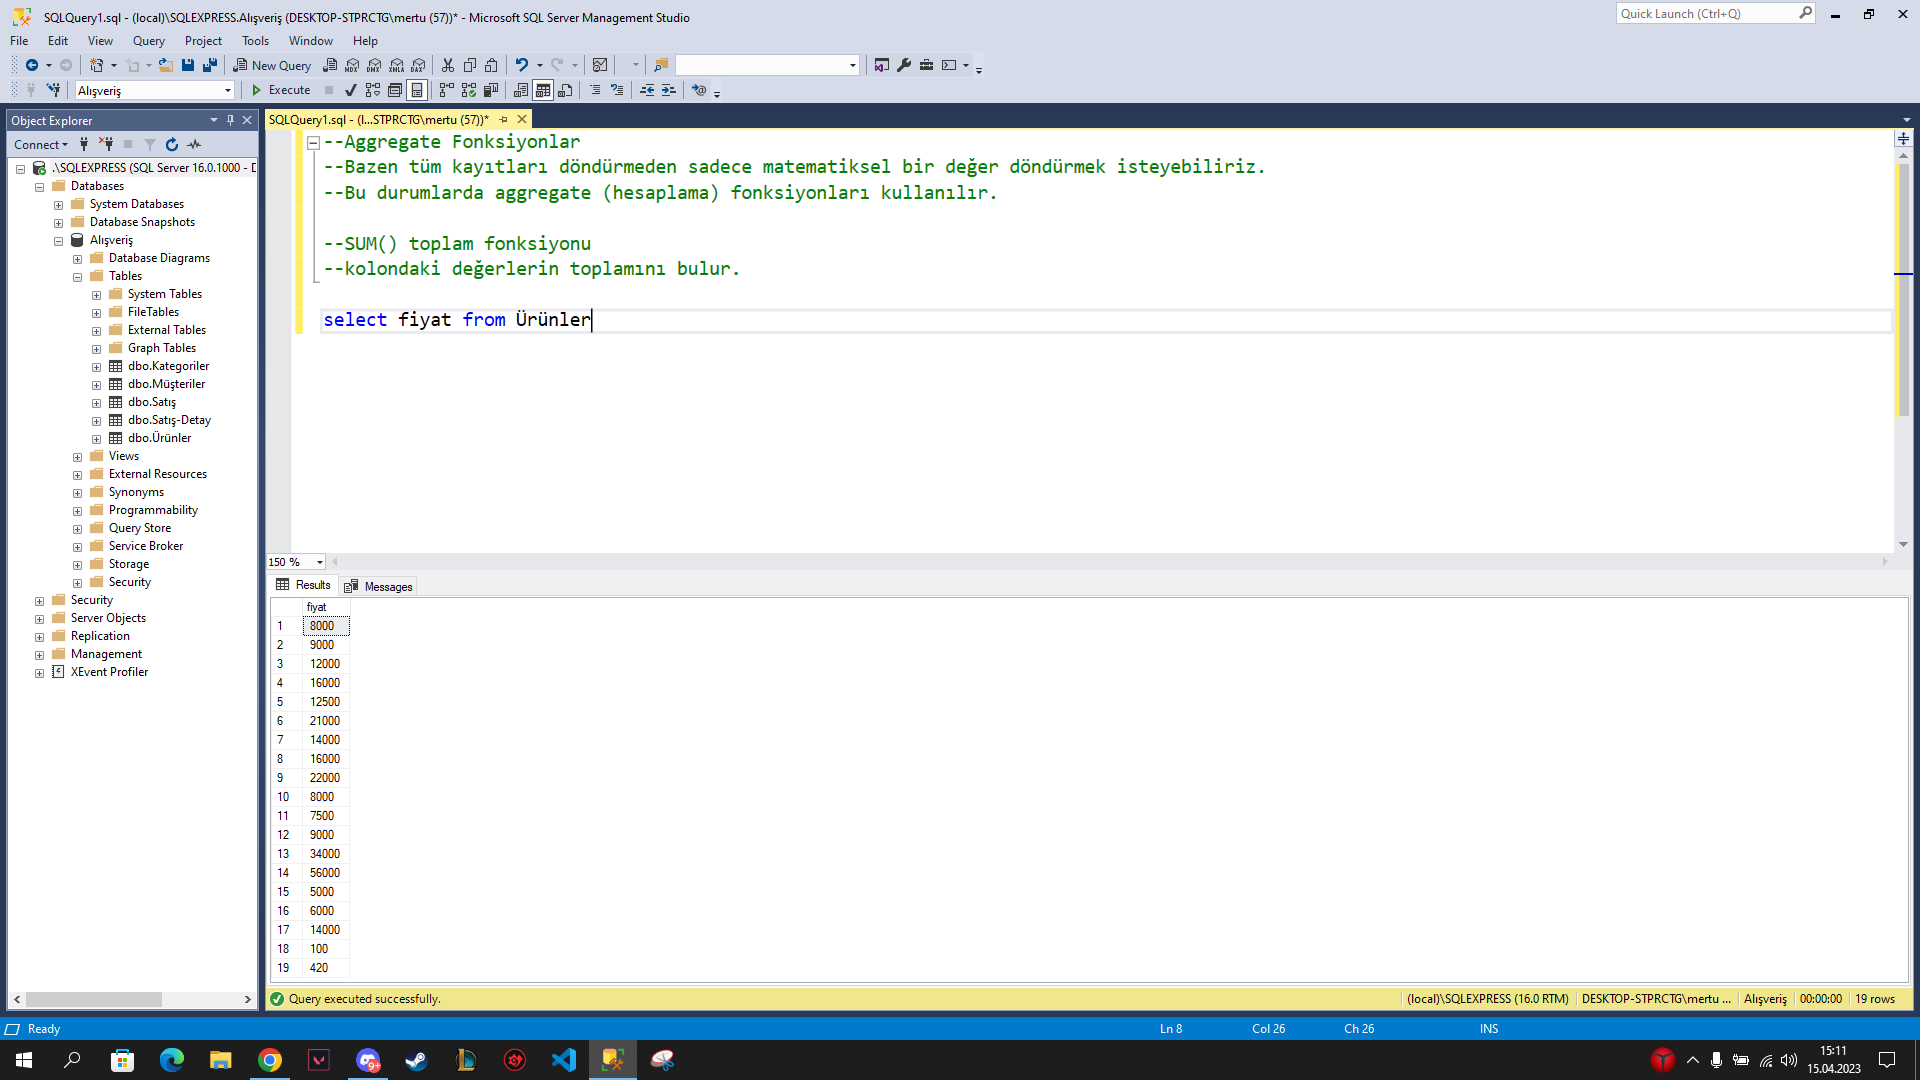 SQLQuery1.sql - (local)\SQLEXPRESS.Alışveriş (DESKTOP-STPRCTG\mertu (57))* - Microsoft SQL Server Management Studio
Quick Launch (Ctrl+Q)
File Edit View Query Project Tools Window Help
New Query
MDX DMX XMLA DAX
Alışveriş
Execute
Object Explorer
SQLQuery1.sql - (l...STPRCTG\mertu (57))*
Connect
.\SQLEXPRESS (SQL Server 16.0.1000 - D
Databases
System Databases
Database Snapshots
Alışveriş
Database Diagrams
Tables
System Tables
FileTables
External Tables
Graph Tables
dbo.Kategoriler
dbo.Müşteriler
dbo.Satış
dbo.Satış-Detay
dbo.Ürünler
Views
External Resources
Synonyms
Programmability
Query Store
Service Broker
Storage
Security
Security
Server Objects
Replication
Management
XEvent Profiler
--Aggregate Fonksiyonlar
--Bazen tüm kayıtları döndürmeden sadece matematiksel bir değer döndürmek isteyebiliriz.
--Bu durumlarda aggregate (hesaplama) fonksiyonları kullanılır.
--SUM() toplam fonksiyonu
--kolondaki değerlerin toplamını bulur.
select fiyat from Ürünler
150 %
Results Messages
fiyat
1 8000
2 9000
3 12000
4 16000
5 12500
6 21000
7 14000
8 16000
9 22000
10 8000
11 7500
12 9000
13 34000
14 56000
15 5000
16 6000
17 14000
18 100
19 420
Query executed successfully.
(local)\SQLEXPRESS (16.0 RTM) DESKTOP-STPRCTG\mertu ... Alışveriş 00:00:00 19 rows
Ready
Ln 8 Col 26 Ch 26 INS
9+
15:11
15.04.2023